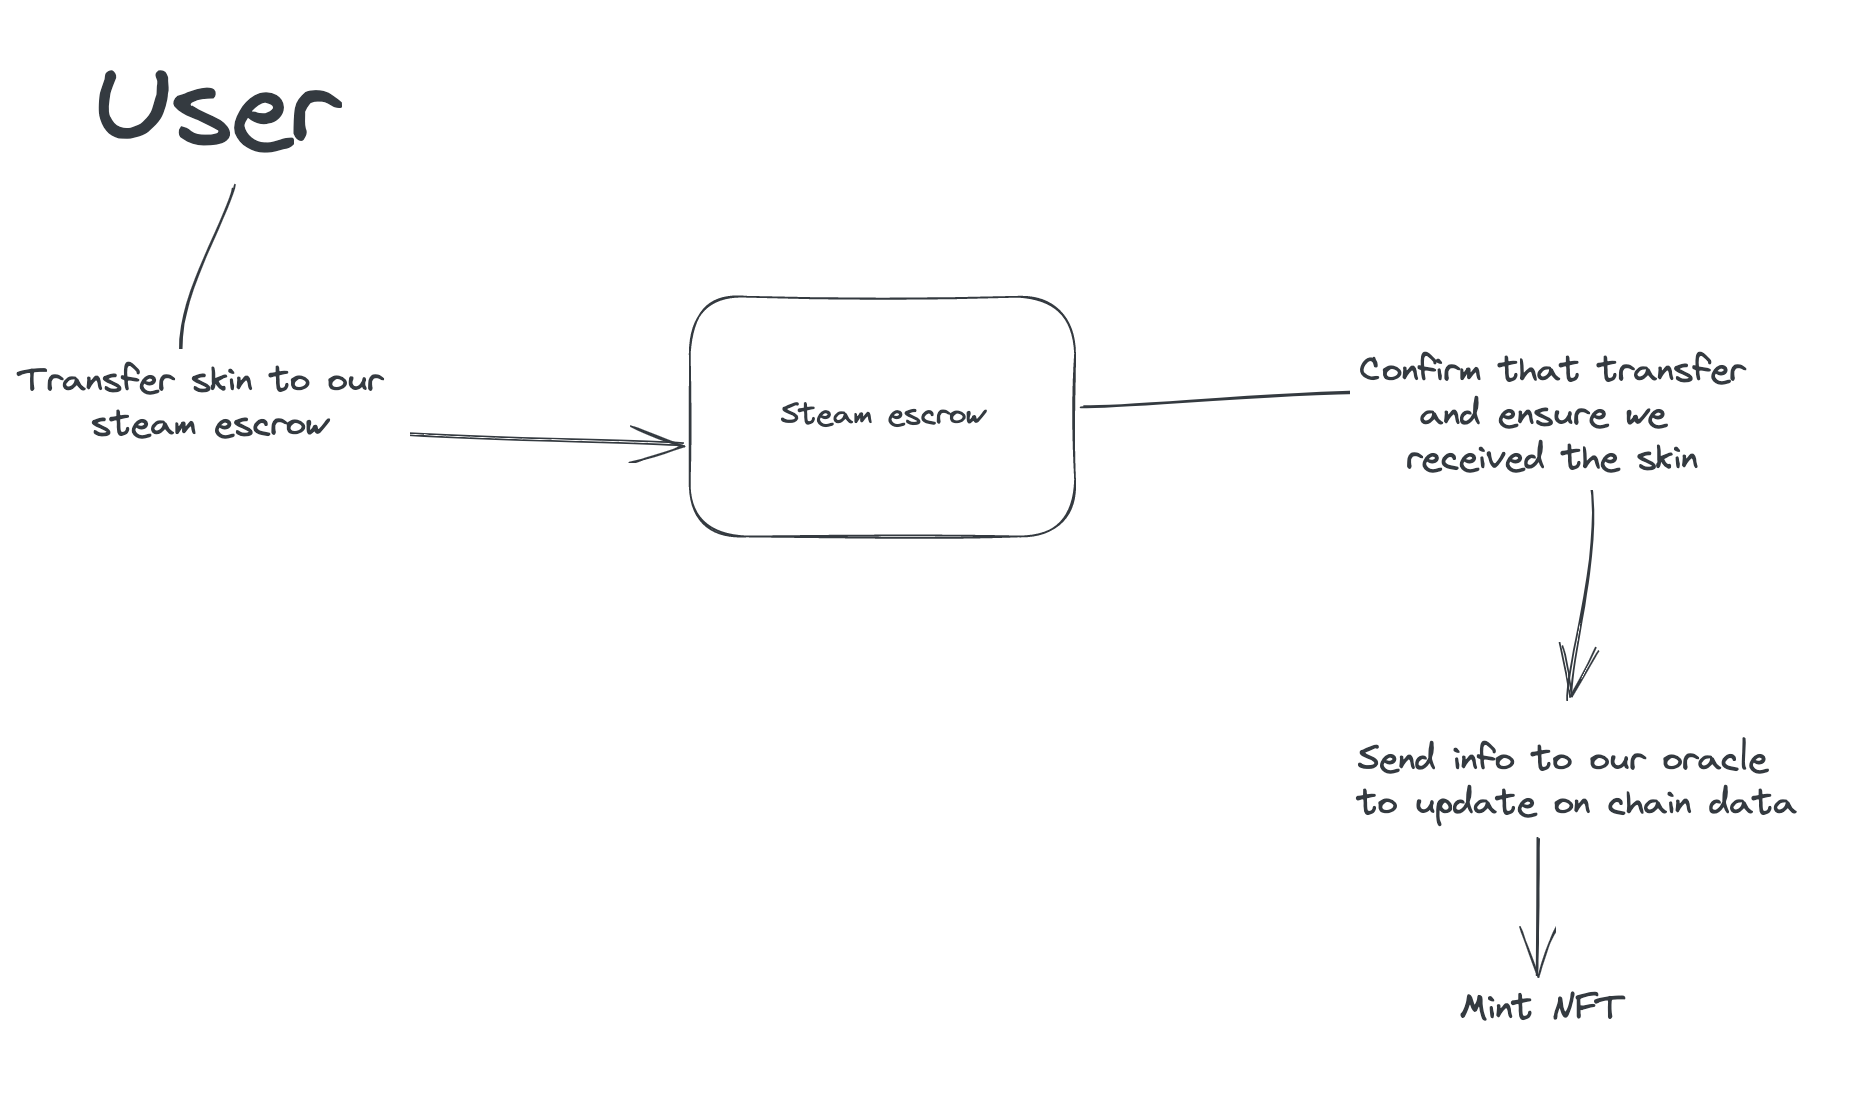 User
Transfer skin to our
steam escrow
Steam escrow
Confirm that transfer
and ensure we
received the skin
Send info to our oracle
to update on chain data
Mint NFT